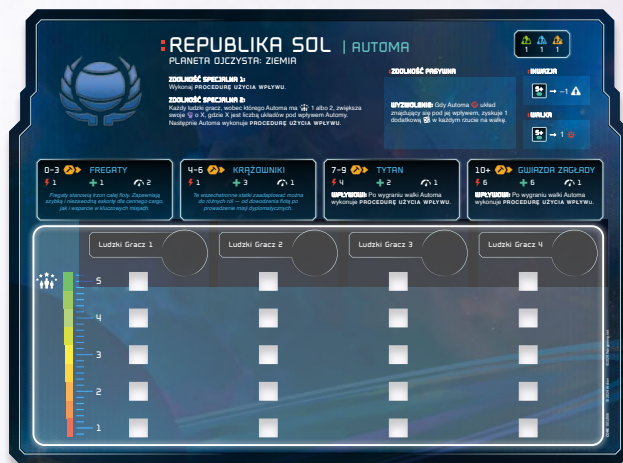 REPUBLIKA SOL | AUTOMA
PLANETA OJCZYSTA: ZIEMIA
1 1 1
ZDOLNOŚĆ SPECJALNA 1:
Wykonaj PROCEDURĘ UŻYCIA WPŁYWU.
ZDOLNOŚĆ SPECJALNA 2:
Każdy ludzki gracz, wobec którego Automa ma 1 albo 2, zwiększa
swoje o X, gdzie X jest liczbą układów pod wpływem Automy.
Następnie Automa wykonuje PROCEDURĘ UŻYCIA WPŁYWU.
ZDOLNOŚĆ PASYWNA
WYZWOLENIE: Gdy Automa układ
znajdujący się pod jej wpływem, zyskuje 1
dodatkową w każdym rzucie na walkę.
INWAZJA
5+ → −1
WALKA
5+ → 1
0-3 FREGATY
1 +1 2
Fregaty stanowią trzon całej floty. Zapewniają
szybką i niezawodną eskortę dla cennego cargo,
jak i wsparcie w kluczowych misjach.
4-6 KRĄŻOWNIKI
1 +3 1
Te wszechstronne statki zaadaptować można
do różnych ról — od dowodzenia flotą po
prowadzenie misji dyplomatycznych.
7-9 TYTAN
4 +2 1
WPŁYWOWI: Po wygraniu walki Automa
wykonuje PROCEDURĘ UŻYCIA WPŁYWU.
10+ GWIAZDA ZAGŁADY
6 +6 1
WPŁYWOWI: Po wygraniu walki Automa
wykonuje PROCEDURĘ UŻYCIA WPŁYWU.
Ludzki Gracz 1 Ludzki Gracz 2 Ludzki Gracz 3 Ludzki Gracz 4
5
4
3
2
1